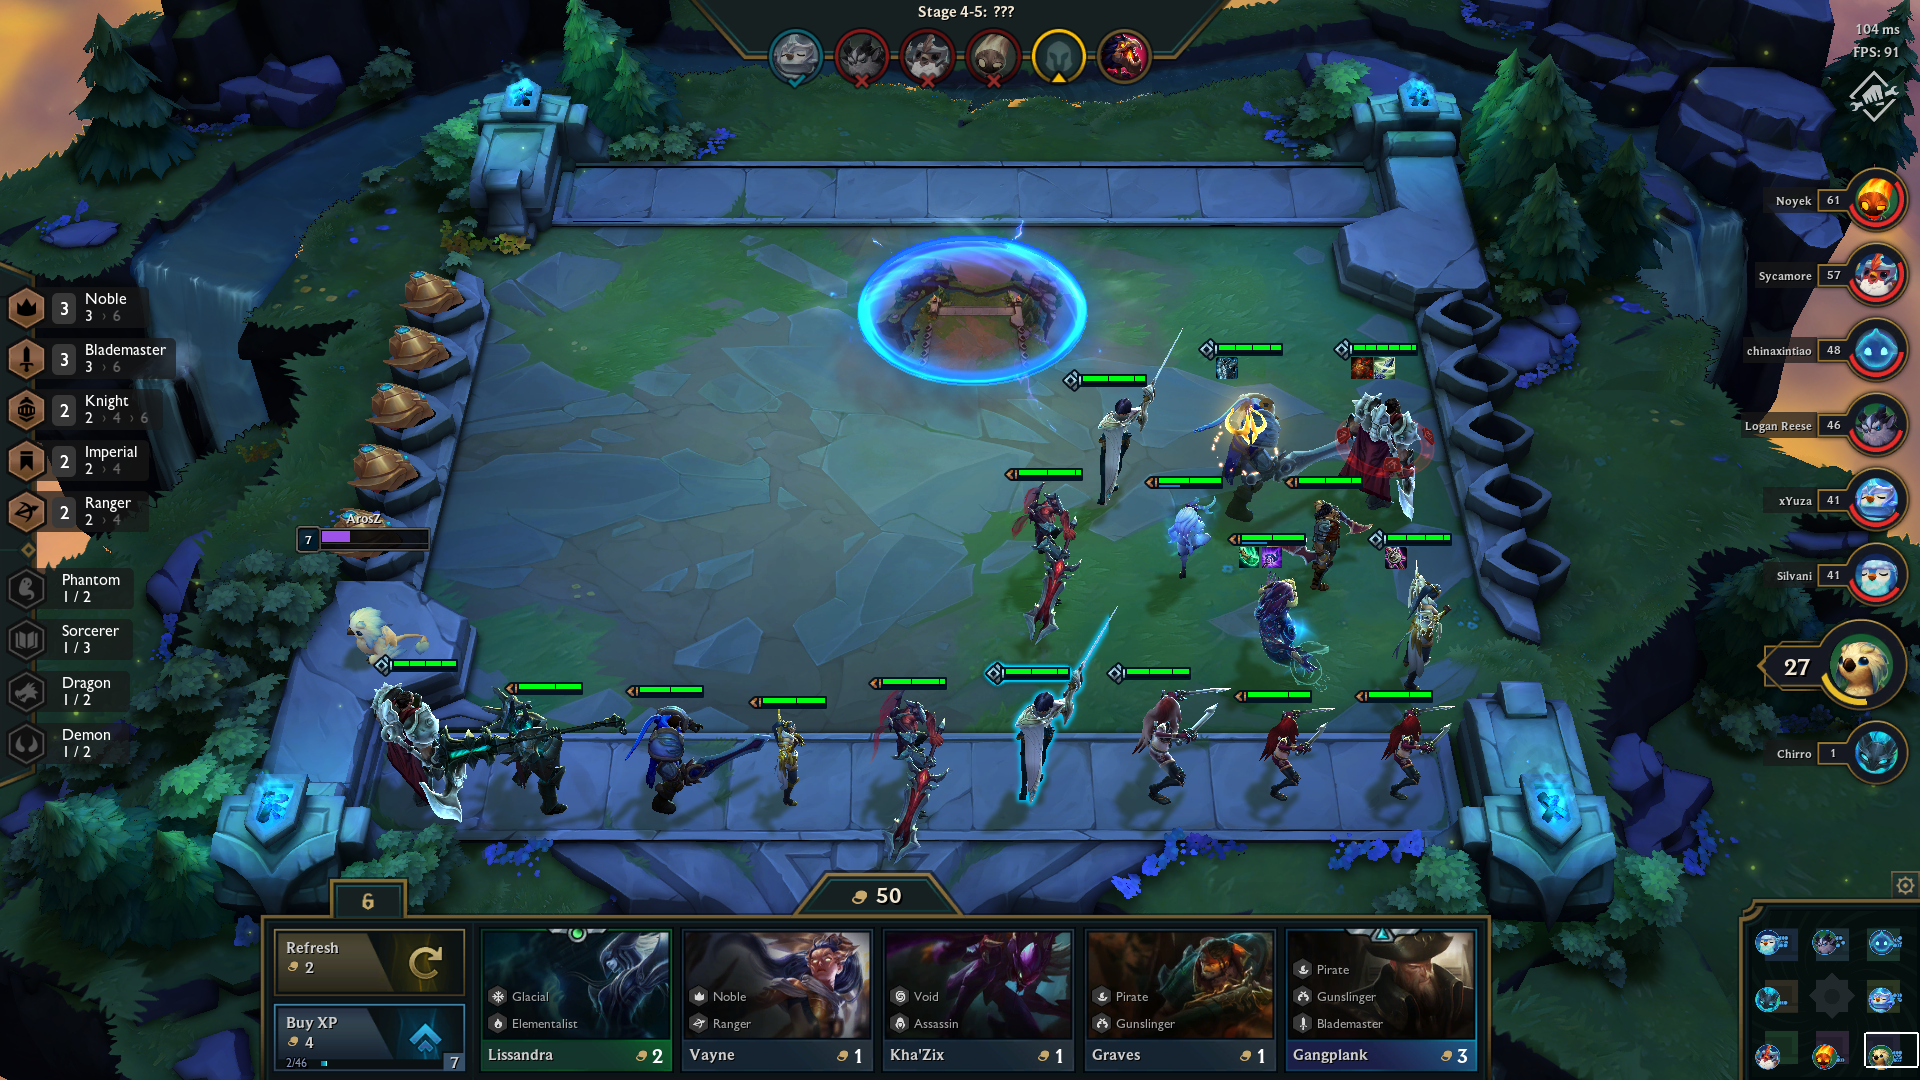 Stage 4-5: ???
104 ms
FPS: 91
3 Noble
3 › 6
3 Blademaster
3 › 6
2 Knight
2 › 4 › 6
2 Imperial
2 › 4
2 Ranger
2 › 4
Phantom
1 / 2
Sorcerer
1 / 3
Dragon
1 / 2
Demon
1 / 2
ArosZ
7
Noyek 61
Sycamore 57
chinaxintiao 48
Logan Reese 46
xYuza 41
Silvani 41
27
Chirro 1
6
50
Refresh
2
Buy XP
4
2/46
7
Glacial
Elementalist
Lissandra 2
Noble
Ranger
Vayne 1
Void
Assassin
Kha'Zix 1
Pirate
Gunslinger
Graves 1
Pirate
Gunslinger
Blademaster
Gangplank 3